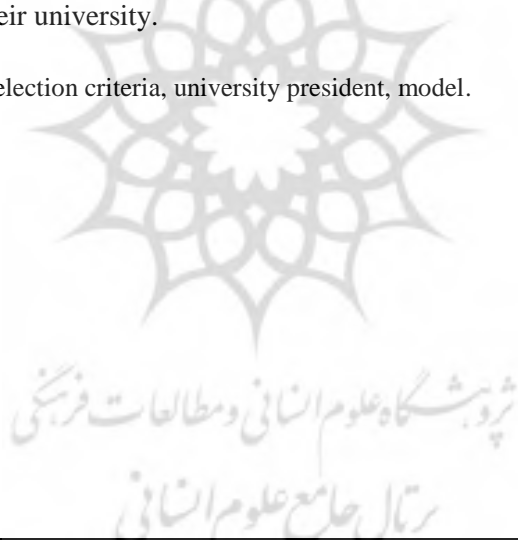 eir university.
election criteria, university president, model.
پژوهشگاه علوم انسانی و مطالعات فرهنگی
پرتال جامع علوم انسانی